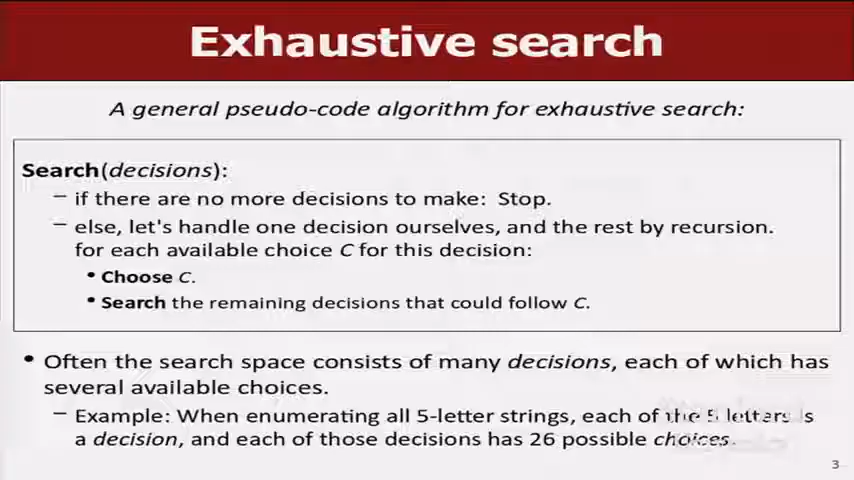 Exhaustive search
A general pseudo-code algorithm for exhaustive search:
Search(decisions):
– if there are no more decisions to make: Stop.
– else, let's handle one decision ourselves, and the rest by recursion.
for each available choice C for this decision:
• Choose C.
• Search the remaining decisions that could follow C.
• Often the search space consists of many decisions, each of which has
several available choices.
– Example: When enumerating all 5-letter strings, each of the 5 letters is
a decision, and each of those decisions has 26 possible choices.
3